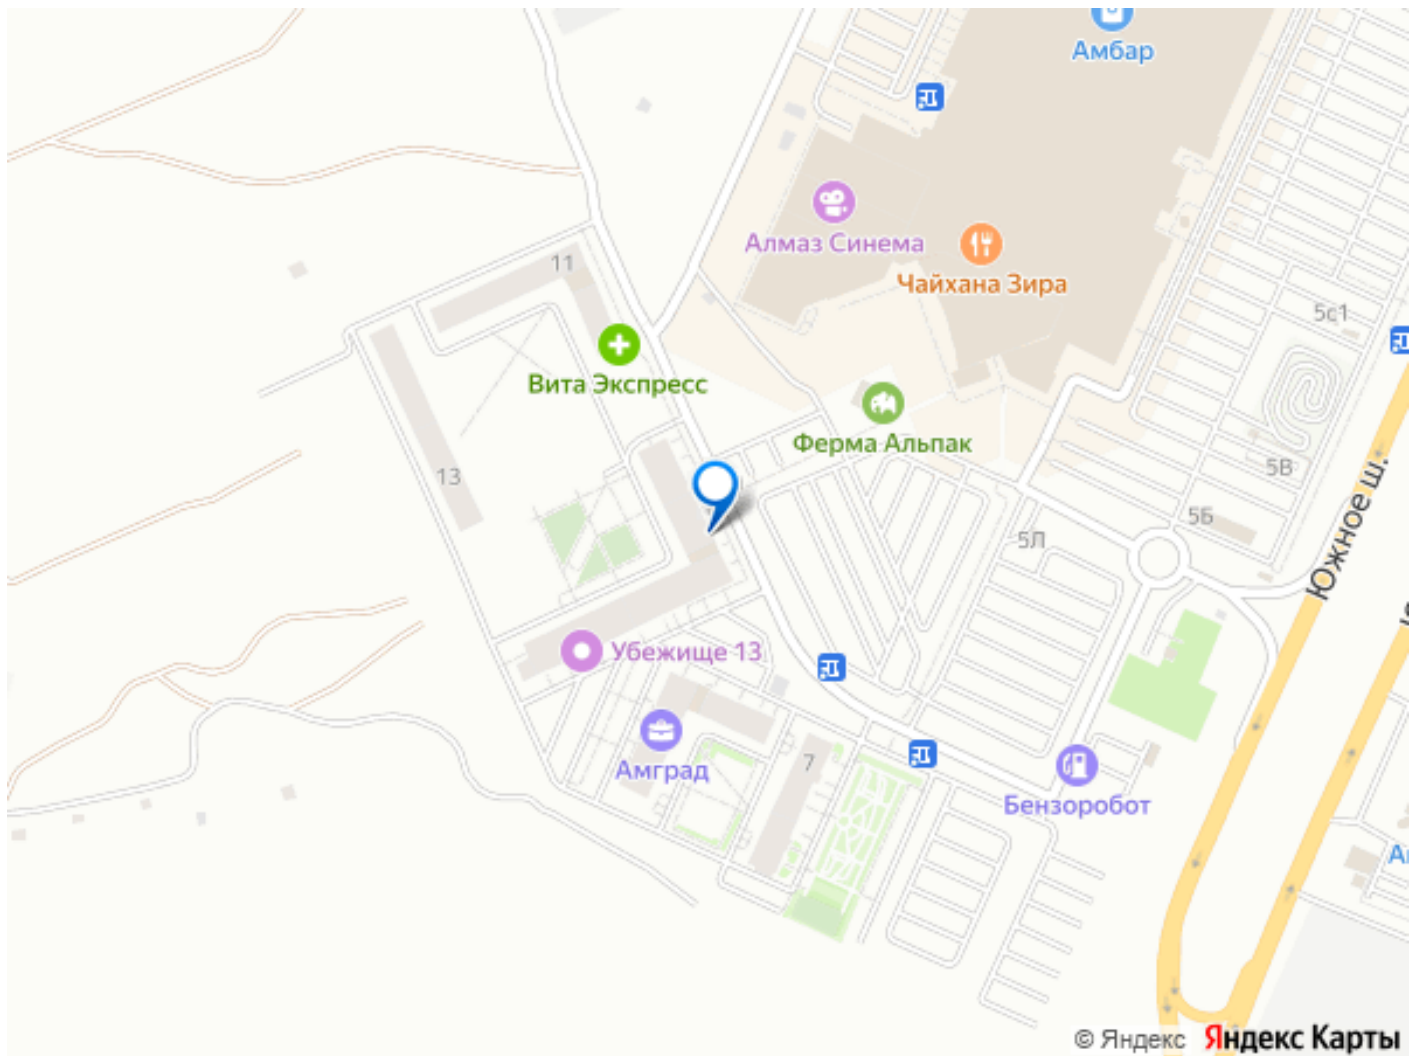 Амбар
Алмаз Синема
Чайхана Зира
11
5с1
Вита Экспресс
Ферма Альпак
13
5В
5Б
5Л
Южное ш.
Убежище 13
Амград
7
Бензоробот
© Яндекс Яндекс Карты